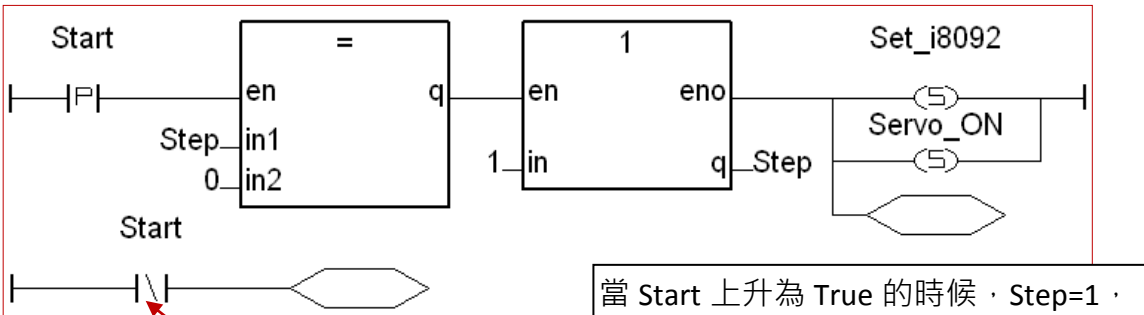 Start
=
1
Set_i8092
P
en
q
en
eno
S
Servo_ON
Step
in1
1
in
q
Step
S
0
in2
Start
當 Start 上升為 True 的時候，Step=1，